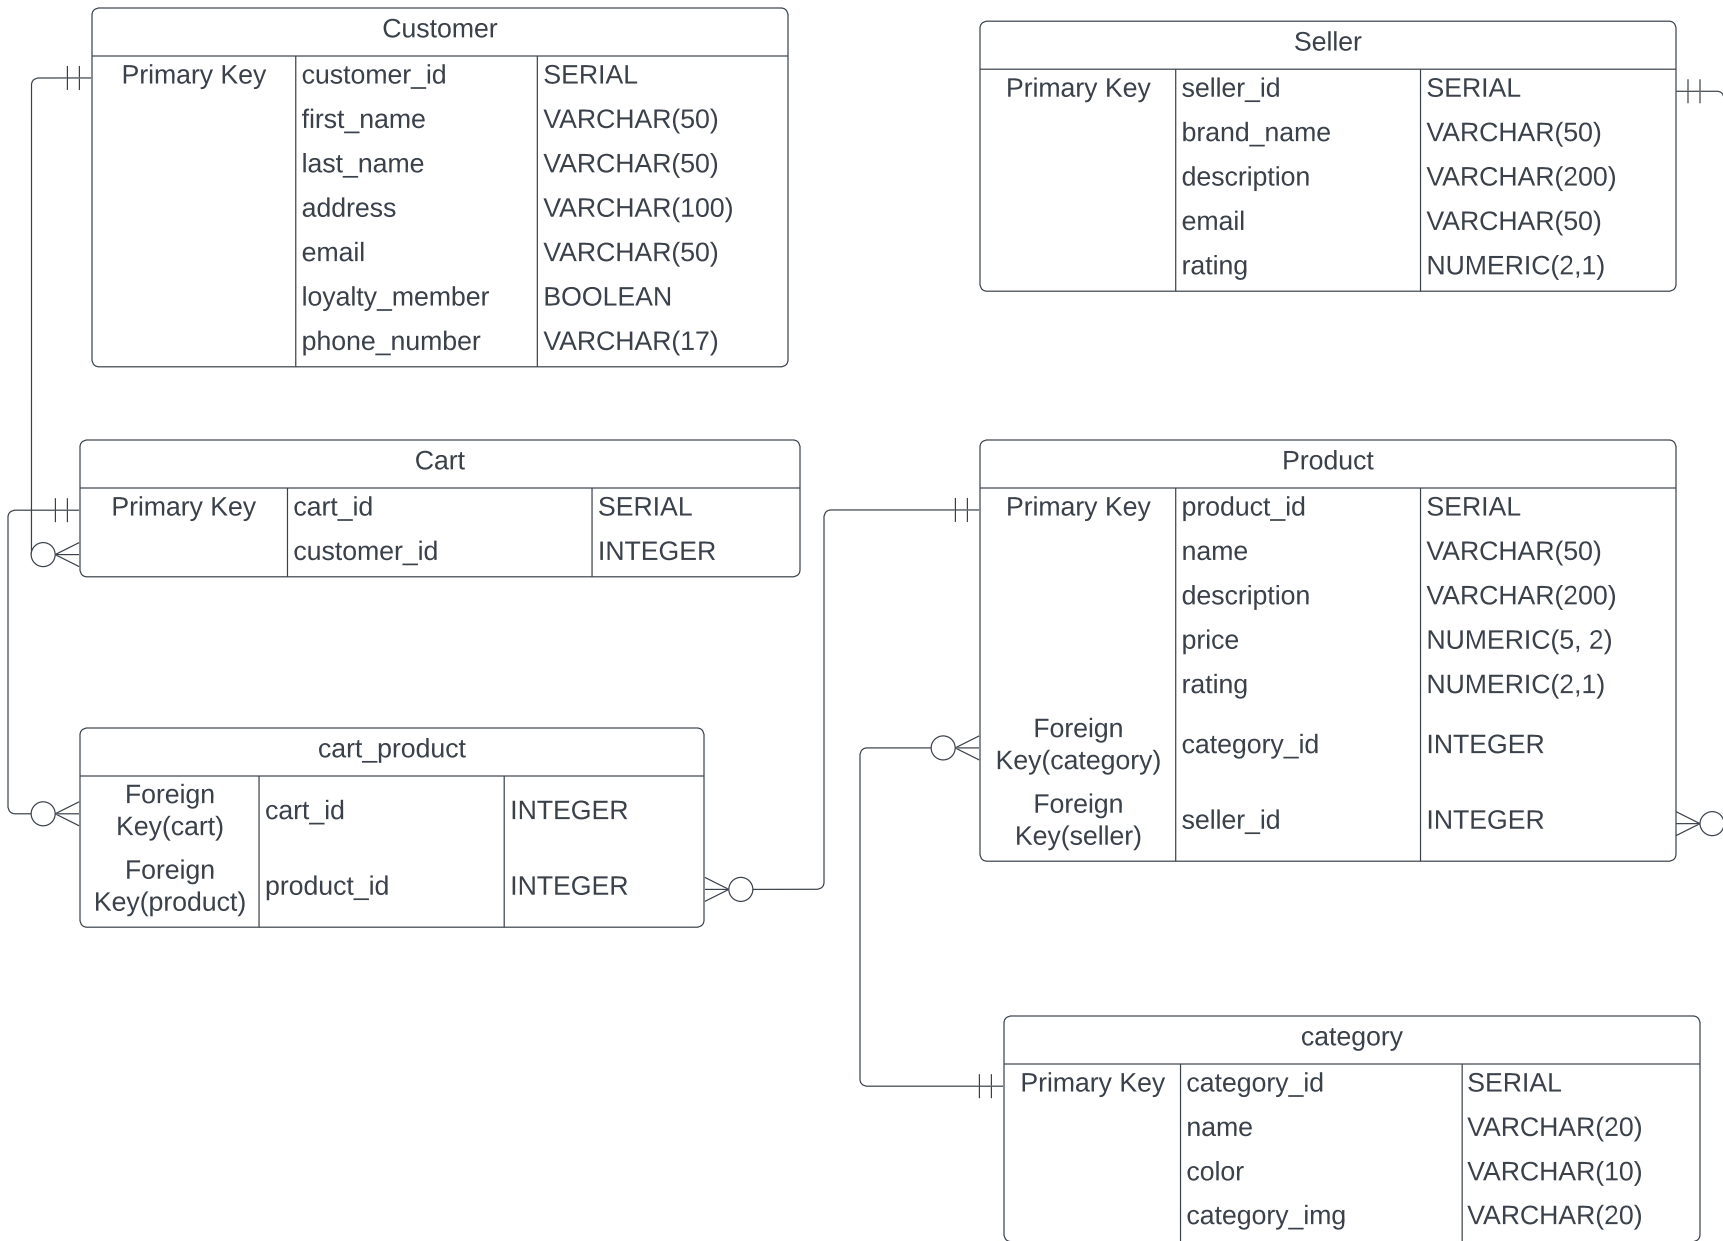 Customer
Primary Key customer_id SERIAL
first_name VARCHAR(50)
last_name VARCHAR(50)
address VARCHAR(100)
email VARCHAR(50)
loyalty_member BOOLEAN
phone_number VARCHAR(17)
Seller
Primary Key seller_id SERIAL
brand_name VARCHAR(50)
description VARCHAR(200)
email VARCHAR(50)
rating NUMERIC(2,1)
Cart
Primary Key cart_id SERIAL
customer_id INTEGER
Product
Primary Key product_id SERIAL
name VARCHAR(50)
description VARCHAR(200)
price NUMERIC(5, 2)
rating NUMERIC(2,1)
Foreign
Key(category) category_id INTEGER
Foreign
Key(seller) seller_id INTEGER
cart_product
Foreign
Key(cart) cart_id INTEGER
Foreign
Key(product) product_id INTEGER
category
Primary Key category_id SERIAL
name VARCHAR(20)
color VARCHAR(10)
category_img VARCHAR(20)